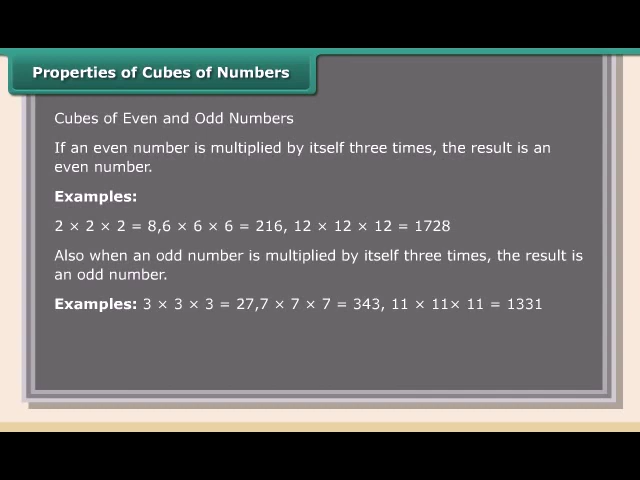 Properties of Cubes of Numbers
Cubes of Even and Odd Numbers
If an even number is multiplied by itself three times, the result is an
even number.
Examples:
2 × 2 × 2 = 8,6 × 6 × 6 = 216, 12 × 12 × 12 = 1728
Also when an odd number is multiplied by itself three times, the result is
an odd number.
Examples: 3 × 3 × 3 = 27,7 × 7 × 7 = 343, 11 × 11× 11 = 1331